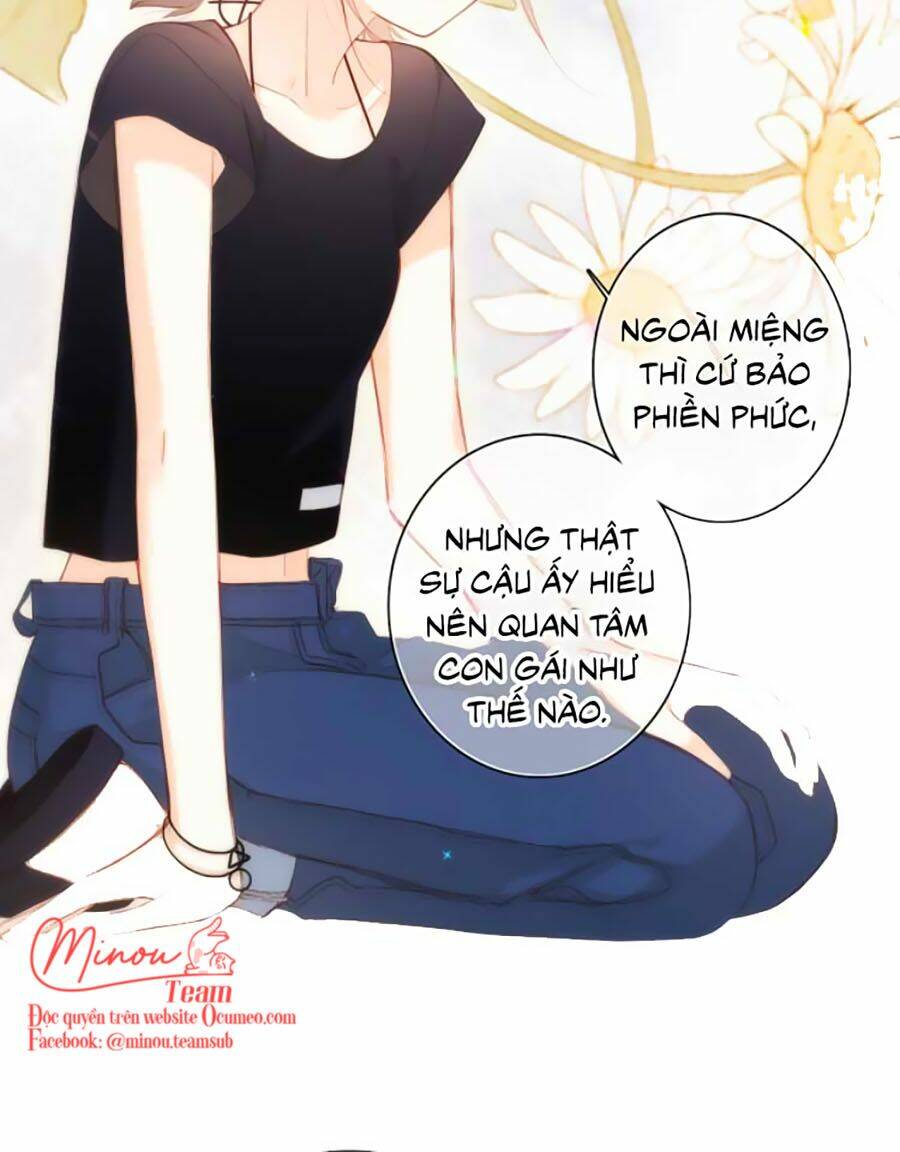 NGOÀI MIỆNG
THÌ CỨ BẢO
PHIỀN PHỨC,
NHƯNG THẬT
SỰ CẬU ẤY HIỂU
NÊN QUAN TÂM
CON GÁI NHƯ
THẾ NÀO.
Minou
Team
Độc quyền trên website Ocumeo.com
Facebook: @minou.teamsub